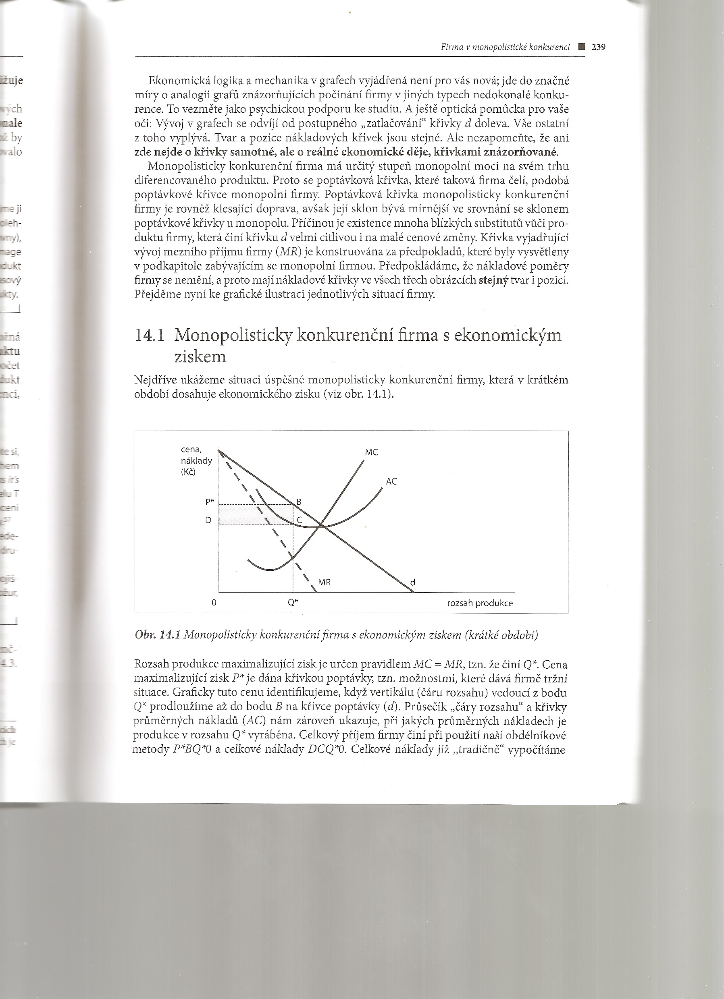 Firma v monopolistické konkurenci ■ 239
Ekonomická logika a mechanika v grafech vyjádřená není pro vás nová; jde do značné
míry o analogii grafů znázorňujících počínání firmy v jiných typech nedokonalé konku-
rence. To vezměte jako psychickou podporu ke studiu. A ještě optická pomůcka pro vaše
oči: Vývoj v grafech se odvíjí od postupného „zatlačování“ křivky d doleva. Vše ostatní
z toho vyplývá. Tvar a pozice nákladových křivek jsou stejné. Ale nezapomeňte, že ani
zde nejde o křivky samotné, ale o reálné ekonomické děje, křivkami znázorňované.
Monopolisticky konkurenční firma má určitý stupeň monopolní moci na svém trhu
diferencovaného produktu. Proto se poptávková křivka, které taková firma čelí, podobá
poptávkové křivce monopolní firmy. Poptávková křivka monopolisticky konkurenční
firmy je rovněž klesající doprava, avšak její sklon bývá mírnější ve srovnání se sklonem
poptávkové křivky u monopolu. Příčinou je existence mnoha blízkých substitutů vůči pro-
duktu firmy, která činí křivku d velmi citlivou i na malé cenové změny. Křivka vyjadřující
vývoj mezního příjmu firmy (MR) je konstruována za předpokladů, které byly vysvětleny
v podkapitole zabývajícím se monopolní firmou. Předpokládáme, že nákladové poměry
firmy se nemění, a proto mají nákladové křivky ve všech třech obrázcích stejný tvar i pozici.
Přejděme nyní ke grafické ilustraci jednotlivých situací firmy.
14.1 Monopolisticky konkurenční firma s ekonomickým
ziskem
Nejdříve ukážeme situaci úspěšné monopolisticky konkurenční firmy, která v krátkém
období dosahuje ekonomického zisku (viz obr. 14.1).
cena,
náklady
(Kč)
MC
AC
P*
B
D
C
MR
d
0
Q*
rozsah produkce
Obr. 14.1 Monopolisticky konkurenční firma s ekonomickým ziskem (krátké období)
Rozsah produkce maximalizující zisk je určen pravidlem MC = MR, tzn. že činí Q*. Cena
maximalizující zisk P* je dána křivkou poptávky, tzn. možnostmi, které dává firmě tržní
situace. Graficky tuto cenu identifikujeme, když vertikálu (čáru rozsahu) vedoucí z bodu
Q* prodloužíme až do bodu B na křivce poptávky (d). Průsečík „čáry rozsahu“ a křivky
průměrných nákladů (AC) nám zároveň ukazuje, při jakých průměrných nákladech je
produkce v rozsahu Q* vyráběna. Celkový příjem firmy činí při použití naší obdélníkové
metody P*BQ*0 a celkové náklady DCQ*0. Celkové náklady již „tradičně“ vypočítáme